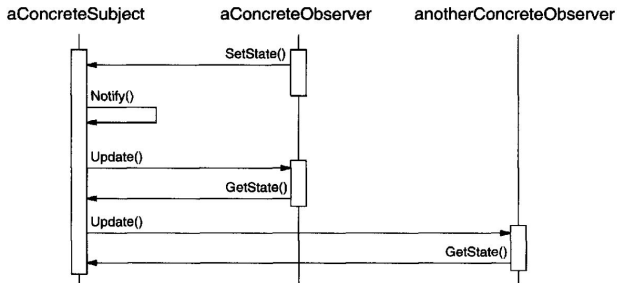 aConcreteSubject aConcreteObserver anotherConcreteObserver
SetState()
Notify()
Update()
GetState()
Update()
GetState()